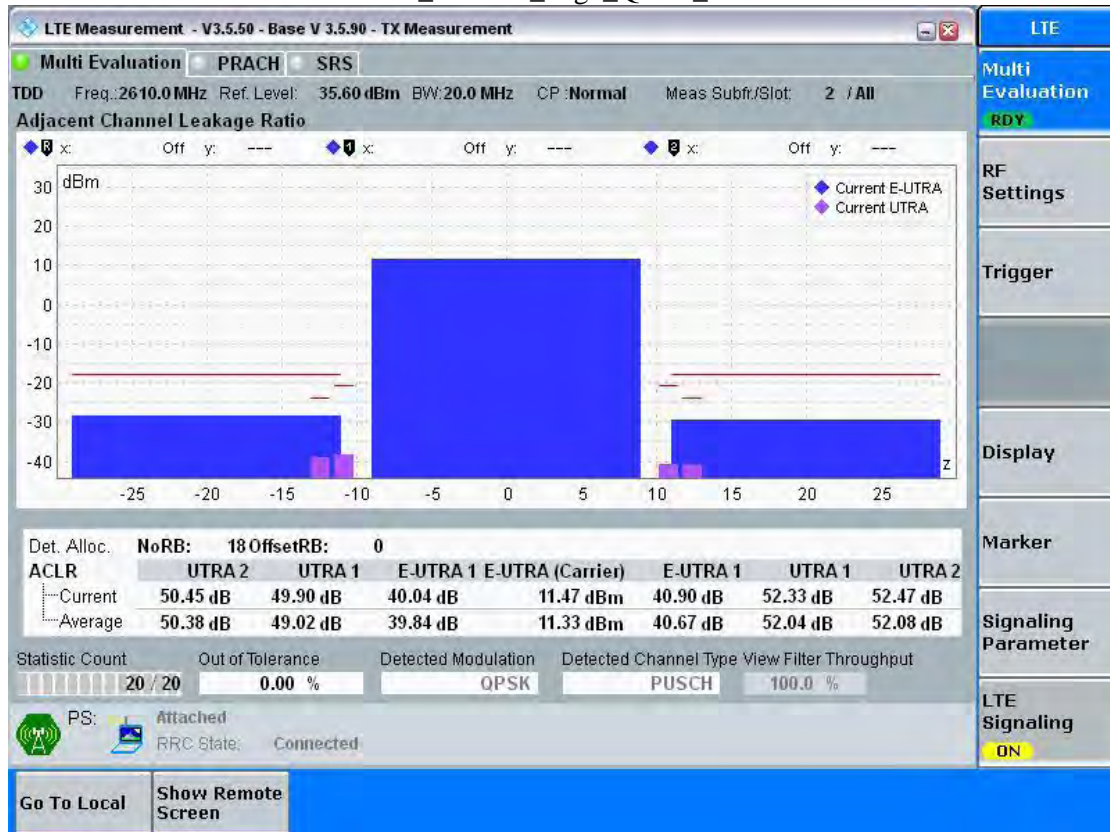 LTE Measurement - V3.5.50 - Base V 3.5.90 - TX Measurement
LTE
Multi Evaluation PRACH SRS
TDD Freq.:2610.0 MHz Ref. Level: 35.60 dBm BW:20.0 MHz CP :Normal Meas Subfr./Slot: 2 / All
Adjacent Channel Leakage Ratio
R x: Off y: --- 1 x: Off y: --- 2 x: Off y: ---
dBm
Current E-UTRA
Current UTRA
30
20
10
0
-10
-20
-30
-40
z
-25 -20 -15 -10 -5 0 5 10 15 20 25
Det. Alloc. NoRB: 18 OffsetRB: 0
ACLR UTRA 2 UTRA 1 E-UTRA 1 E-UTRA (Carrier) E-UTRA 1 UTRA 1 UTRA 2
Current 50.45 dB 49.90 dB 40.04 dB 11.47 dBm 40.90 dB 52.33 dB 52.47 dB
Average 50.38 dB 49.02 dB 39.84 dB 11.33 dBm 40.67 dB 52.04 dB 52.08 dB
Statistic Count Out of Tolerance Detected Modulation Detected Channel Type View Filter Throughput
20 / 20 0.00 % QPSK PUSCH 100.0 %
PS: Attached
RRC State: Connected
Multi
Evaluation
RDY
RF
Settings
Trigger
Display
Marker
Signaling
Parameter
LTE
Signaling
ON
Go To Local
Show Remote
Screen